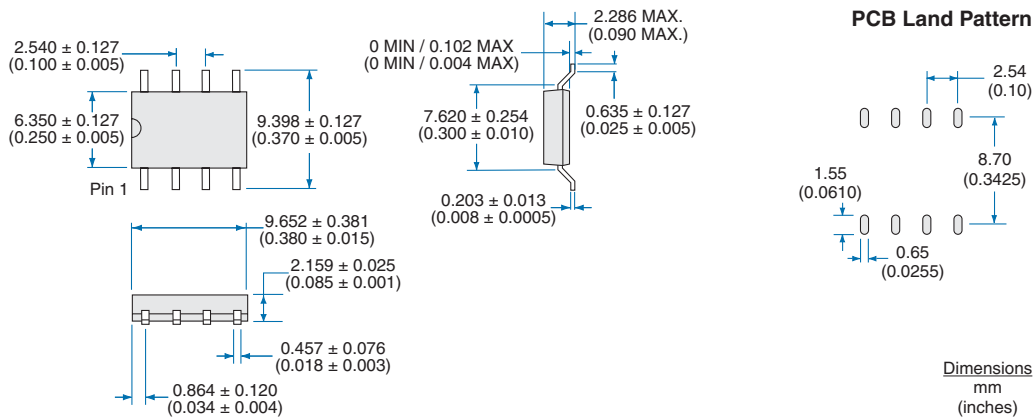 2.540 ± 0.127
(0.100 ± 0.005)
6.350 ± 0.127
(0.250 ± 0.005)
9.398 ± 0.127
(0.370 ± 0.005)
Pin 1
9.652 ± 0.381
(0.380 ± 0.015)
2.159 ± 0.025
(0.085 ± 0.001)
0.457 ± 0.076
(0.018 ± 0.003)
0.864 ± 0.120
(0.034 ± 0.004)
2.286 MAX.
(0.090 MAX.)
0 MIN / 0.102 MAX
(0 MIN / 0.004 MAX)
7.620 ± 0.254
(0.300 ± 0.010)
0.635 ± 0.127
(0.025 ± 0.005)
0.203 ± 0.013
(0.008 ± 0.0005)
PCB Land Pattern
2.54
(0.10)
8.70
(0.3425)
1.55
(0.0610)
0.65
(0.0255)
Dimensions
mm
(inches)